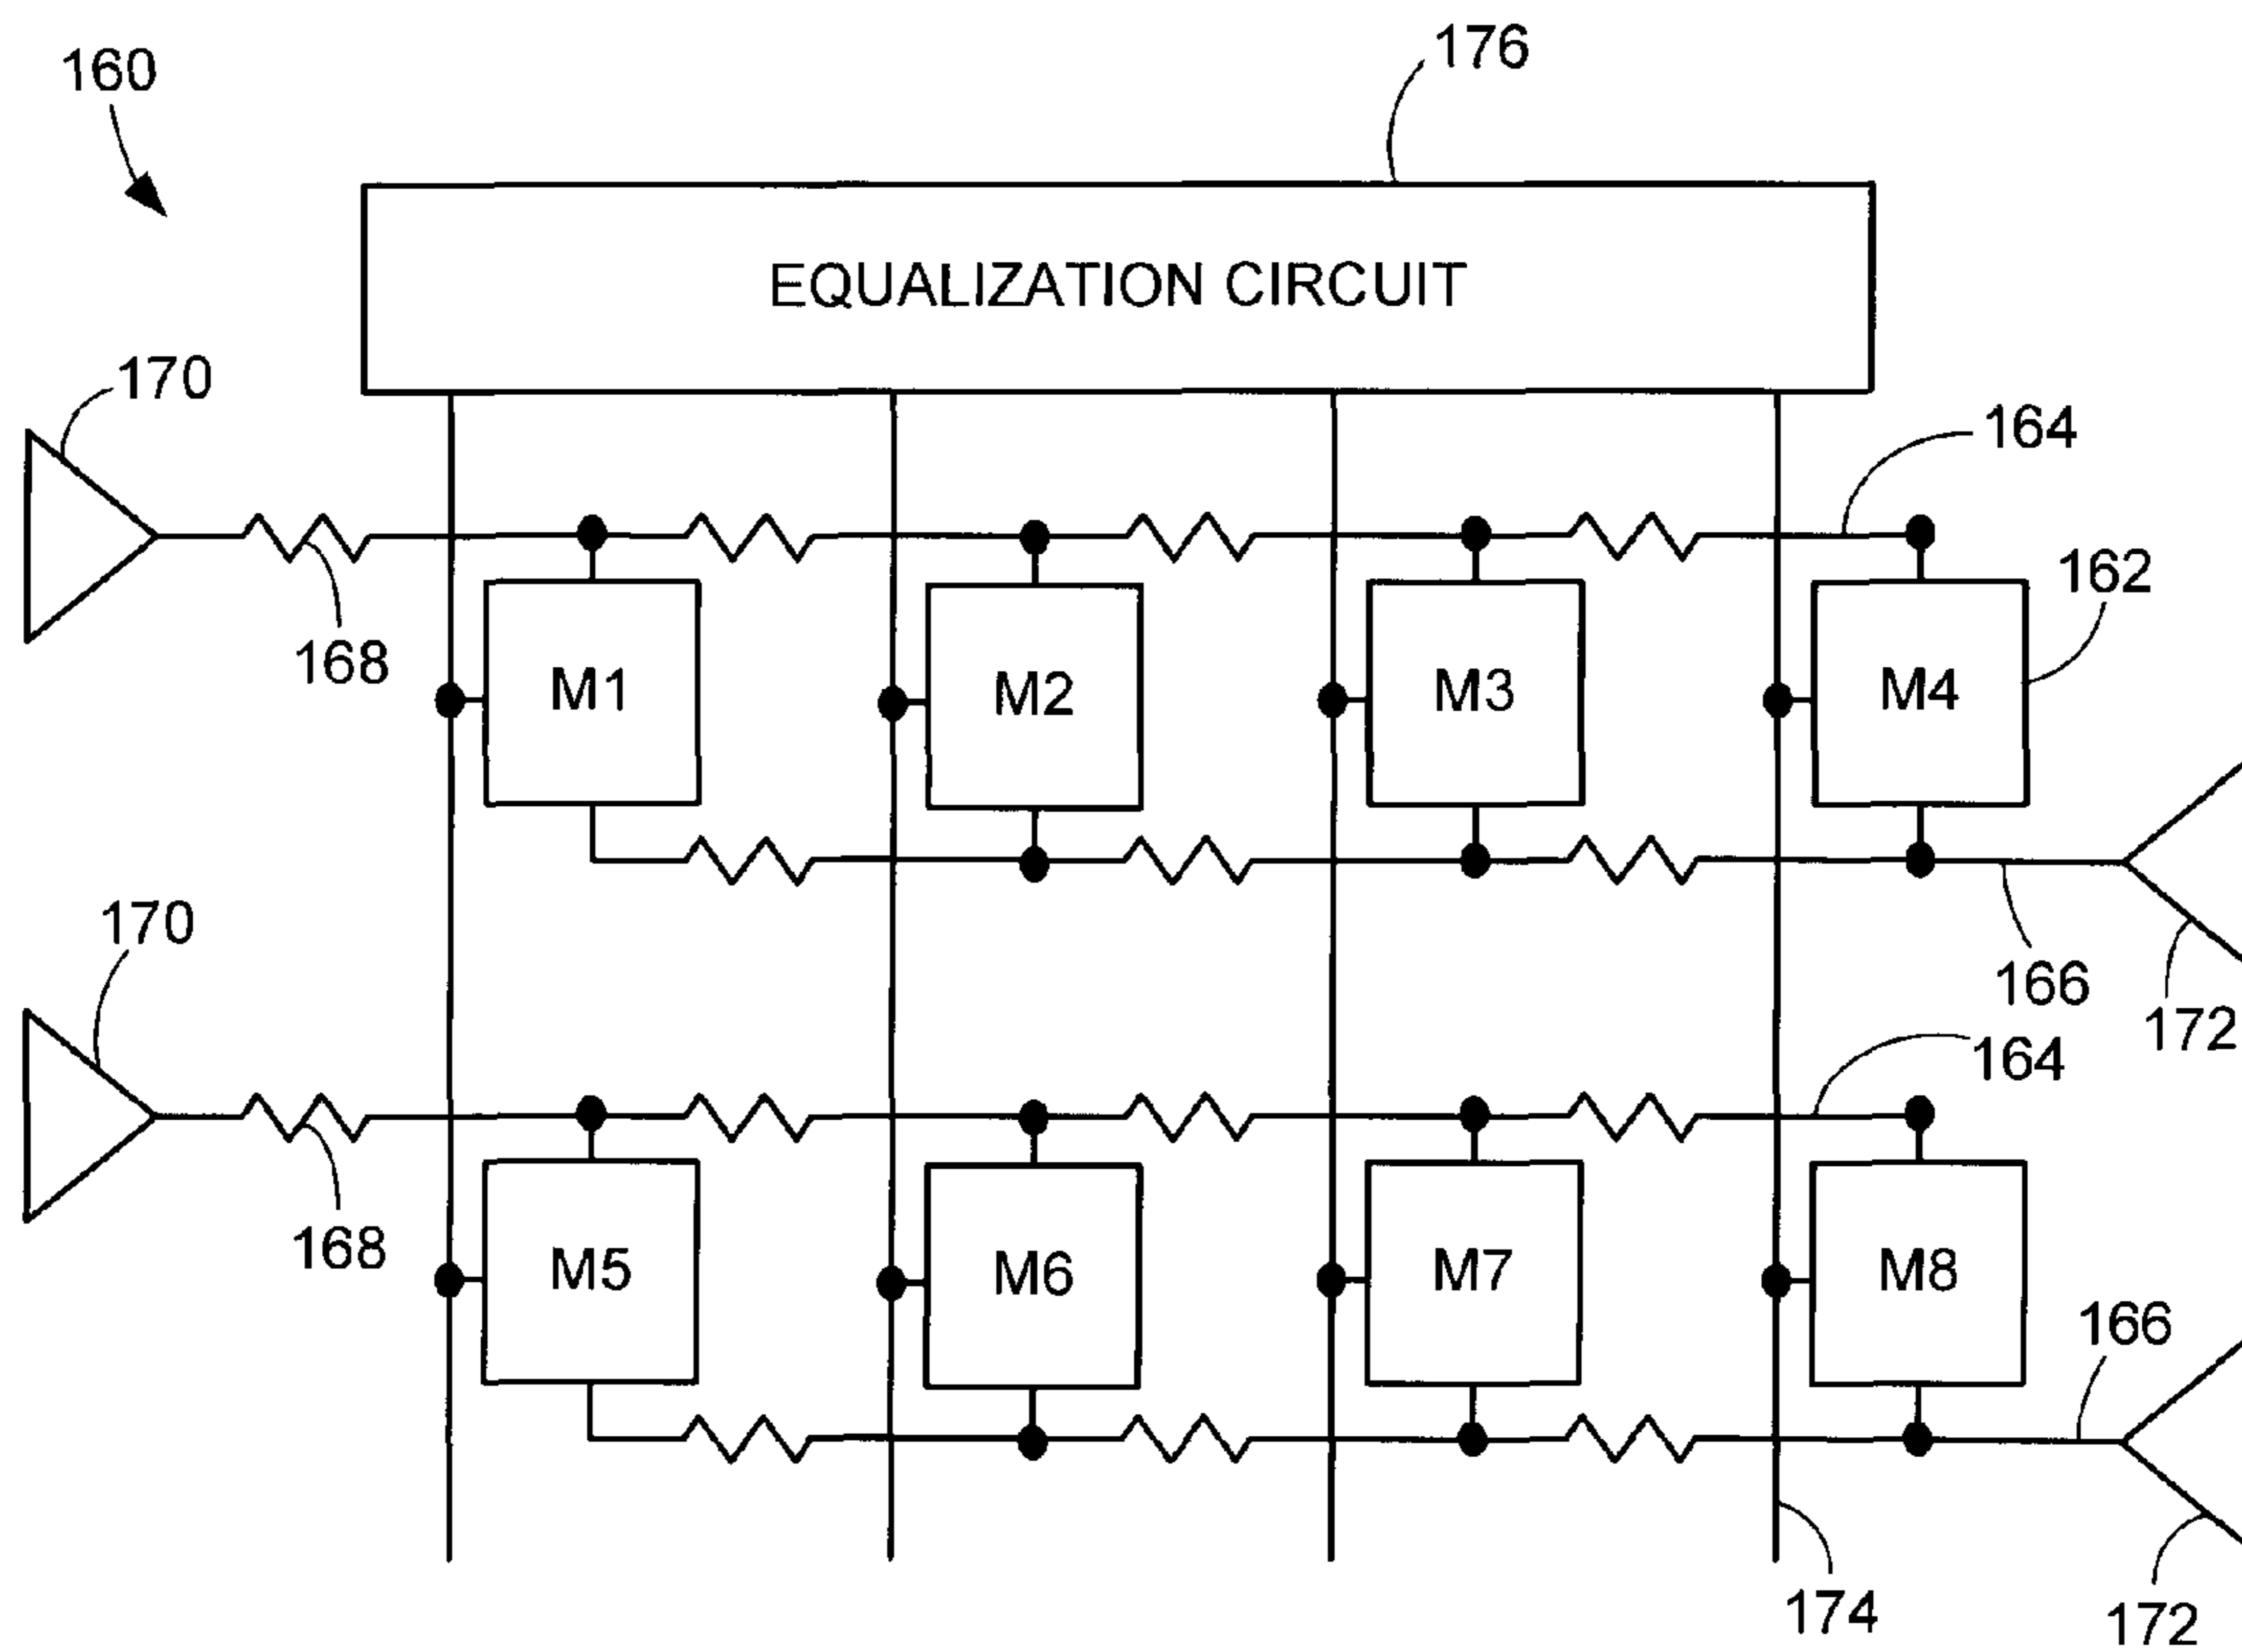 176
160
EQUALIZATION CIRCUIT
170
164
162
168
M1
M2
M3
M4
170
166
172
164
168
M5
M6
M7
M8
166
174
172